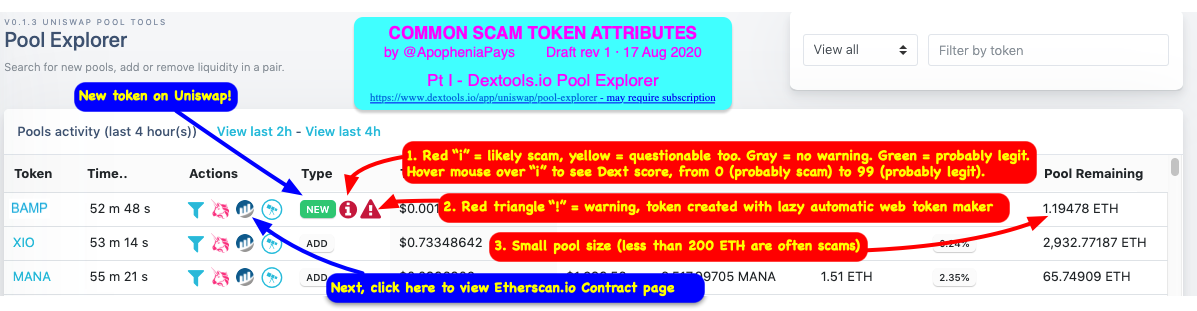 V0.1.3 UNISWAP POOL TOOLS
Pool Explorer
Search for new pools, add or remove liquidity in a pair.
COMMON SCAM TOKEN ATTRIBUTES
by @ApopheniaPays Draft rev 1 · 17 Aug 2020
Pt I - Dextools.io Pool Explorer
https://www.dextools.io/app/uniswap/pool-explorer - may require subscription
View all
Filter by token
New token on Uniswap!
Pools activity (last 4 hour(s)) View last 2h - View last 4h
1. Red “i” = likely scam, yellow = questionable too. Gray = no warning. Green = probably legit.
Hover mouse over “i” to see Dext score, from 0 (probably scam) to 99 (probably legit).
Token Time.. Actions Type Pool Remaining
BAMP 52 m 48 s NEW $0.001 1.19478 ETH
2. Red triangle “!” = warning, token created with lazy automatic web token maker
XIO 53 m 14 s ADD $0.73348642 2,932.77187 ETH
3. Small pool size (less than 200 ETH are often scams)
MANA 55 m 21 s ADD 1.51 ETH 2.35% 65.74909 ETH
Next, click here to view Etherscan.io Contract page